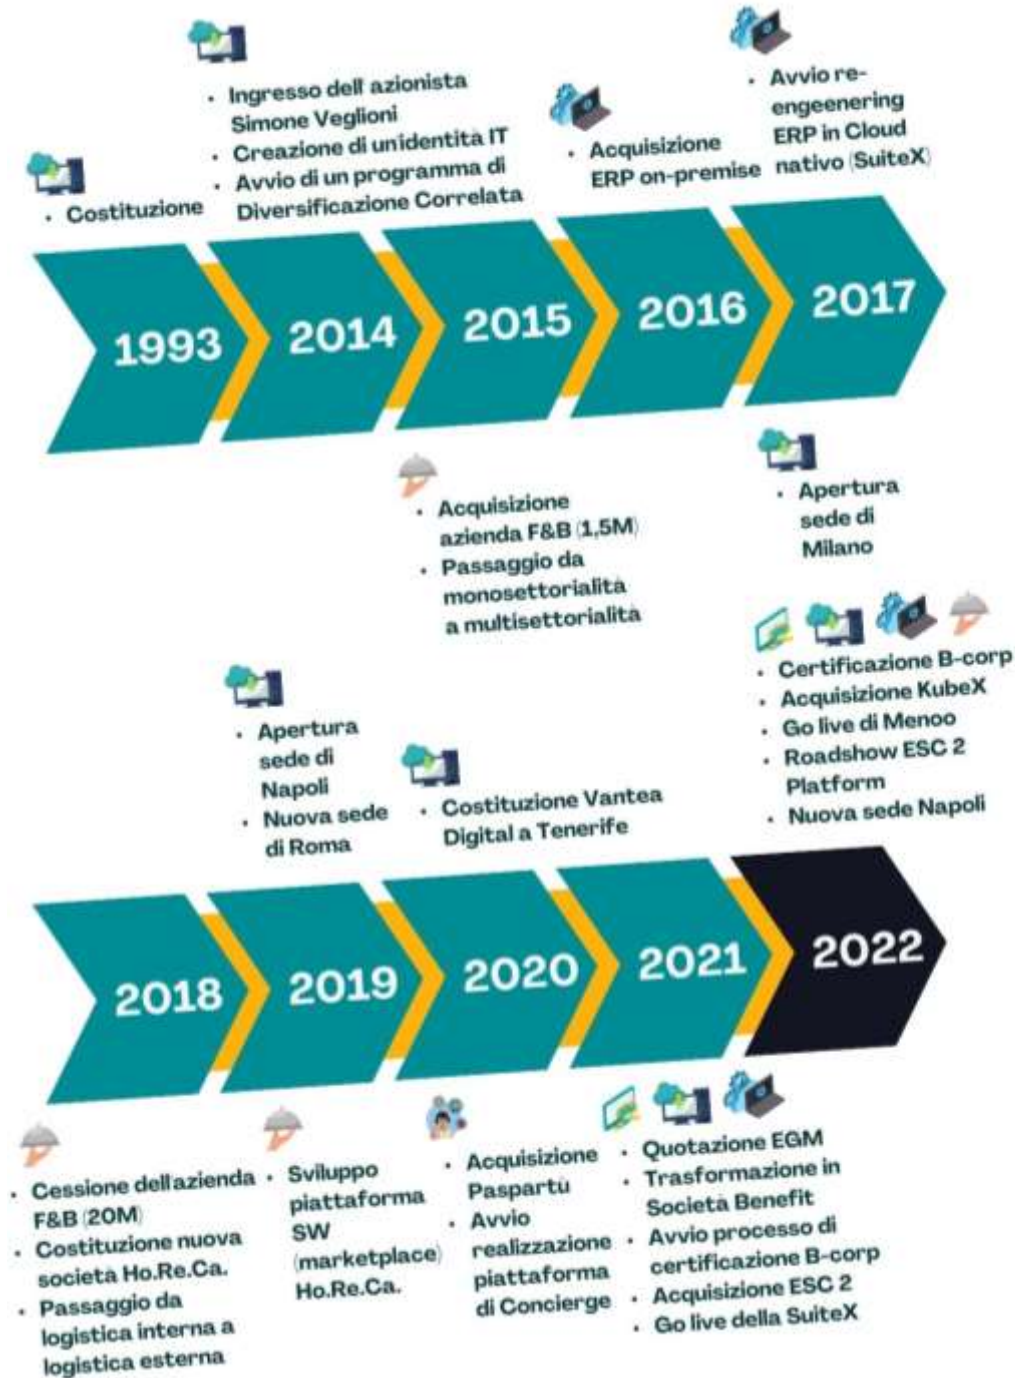 • Costituzione
• Ingresso dell' azionista
Simone Veglioni
• Creazione di un'identità IT
• Avvio di un programma di
Diversificazione Correlata
• Acquisizione
ERP on-premise
• Avvio re-
engeenering
ERP in Cloud
nativo (SuiteX)
1993
2014
2015
2016
2017
• Acquisizione
azienda F&B (1,5M)
• Passaggio da
monosettorialità
a multisettorialità
• Apertura
sede di
Milano
• Apertura
sede di
Napoli
• Nuova sede
di Roma
• Costituzione Vantea
Digital a Tenerife
• Certificazione B-corp
• Acquisizione KubeX
• Go live di Menoo
• Roadshow ESC 2
Platform
• Nuova sede Napoli
2018
2019
2020
2021
2022
• Cessione dell'azienda
F&B (20M)
• Costituzione nuova
società Ho.Re.Ca.
• Passaggio da
logistica interna a
logistica esterna
• Sviluppo
piattaforma
SW
(marketplace)
Ho.Re.Ca.
• Acquisizione
Paspartù
• Avvio
realizzazione
piattaforma
di Concierge
• Quotazione EGM
• Trasformazione in
Società Benefit
• Avvio processo di
certificazione B-corp
• Acquisizione ESC 2
• Go live della SuiteX